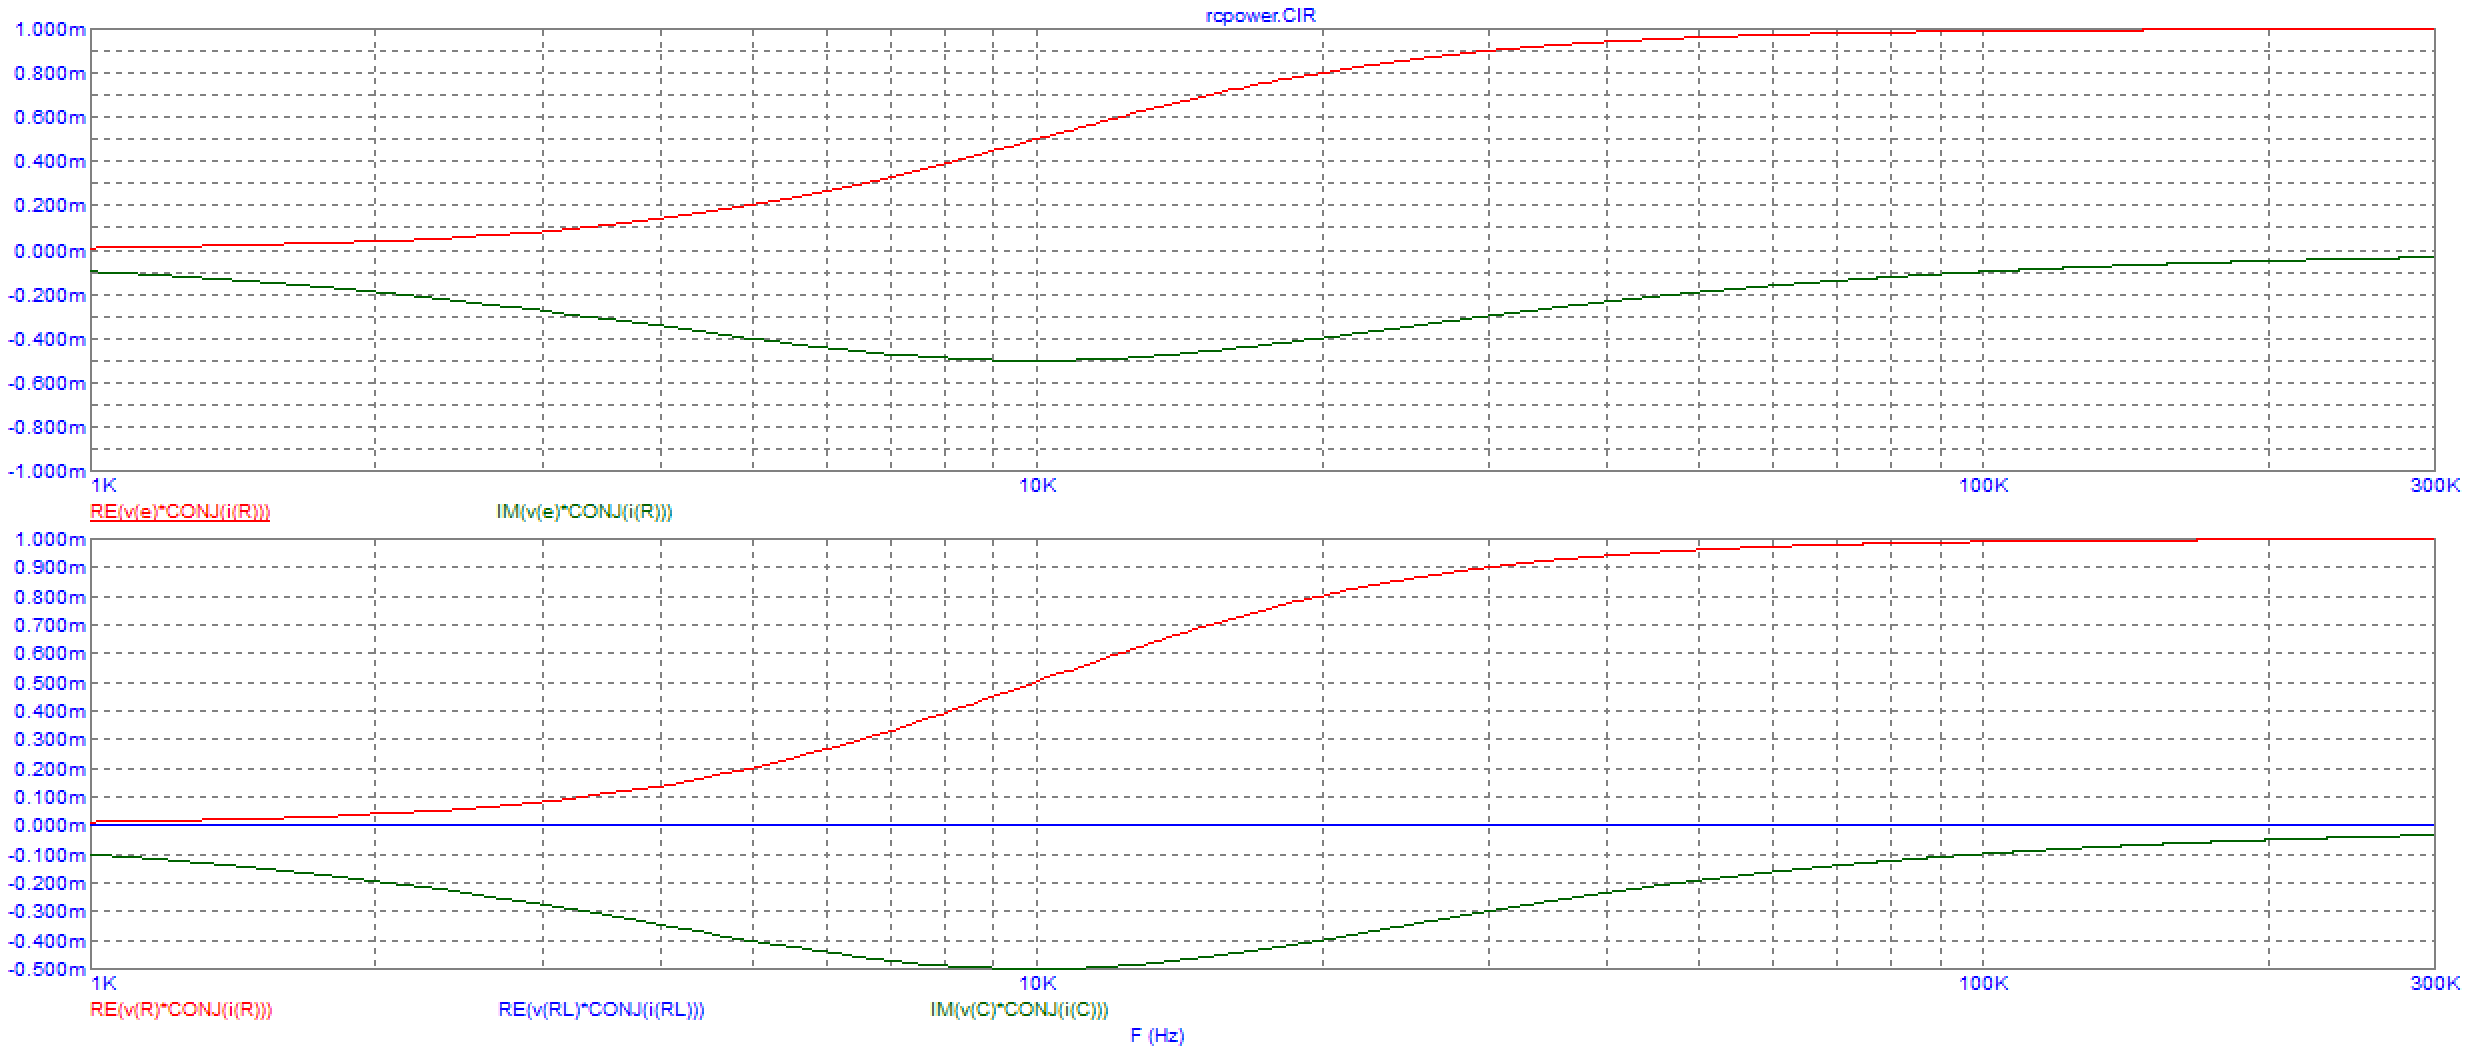 rcpower.CIR
1.000m
0.800m
0.600m
0.400m
0.200m
0.000m
-0.200m
-0.400m
-0.600m
-0.800m
-1.000m
1K 10K 100K 300K
RE(v(e)*CONJ(i(R))) IM(v(e)*CONJ(i(R)))
1.000m
0.900m
0.800m
0.700m
0.600m
0.500m
0.400m
0.300m
0.200m
0.100m
0.000m
-0.100m
-0.200m
-0.300m
-0.400m
-0.500m
1K 10K 100K 300K
RE(v(R)*CONJ(i(R))) RE(v(RL)*CONJ(i(RL))) IM(v(C)*CONJ(i(C)))
F (Hz)